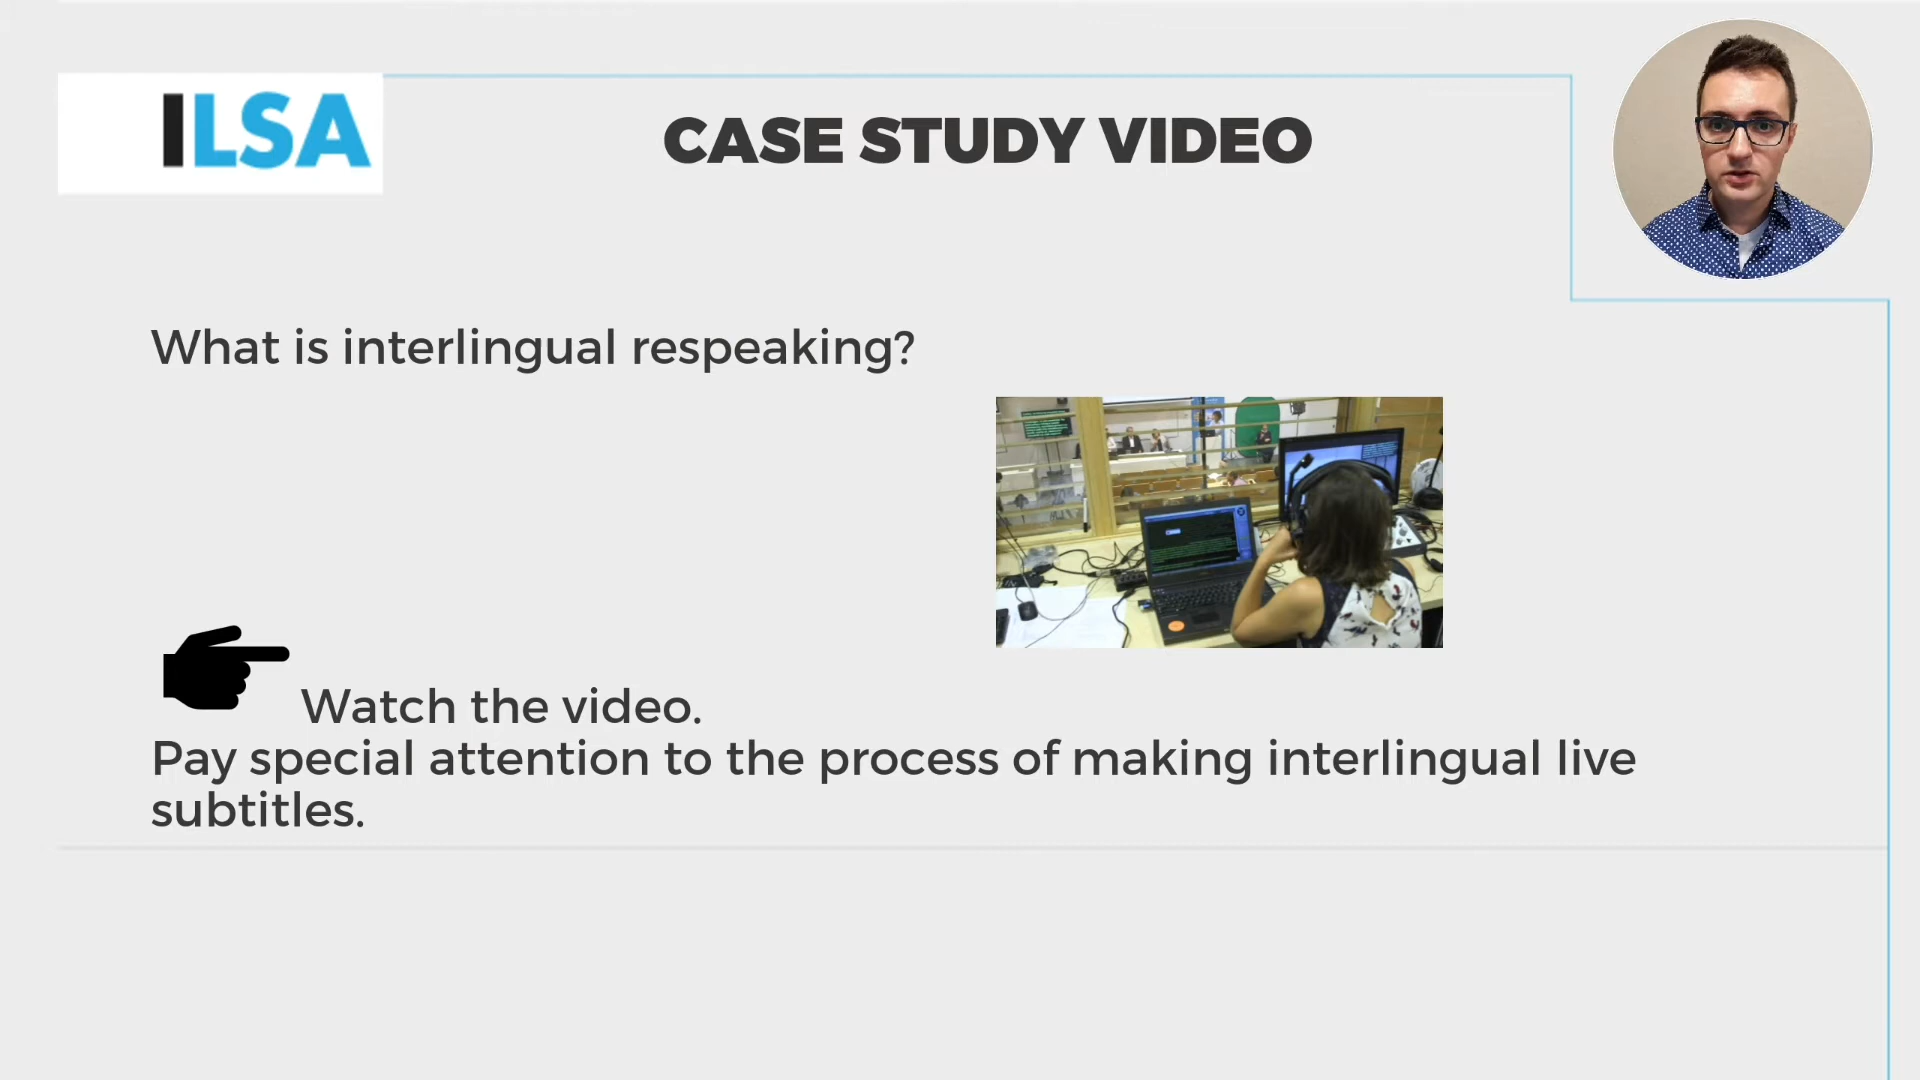 ILSA
CASE STUDY VIDEO
What is interlingual respeaking?
Watch the video.
Pay special attention to the process of making interlingual live
subtitles.